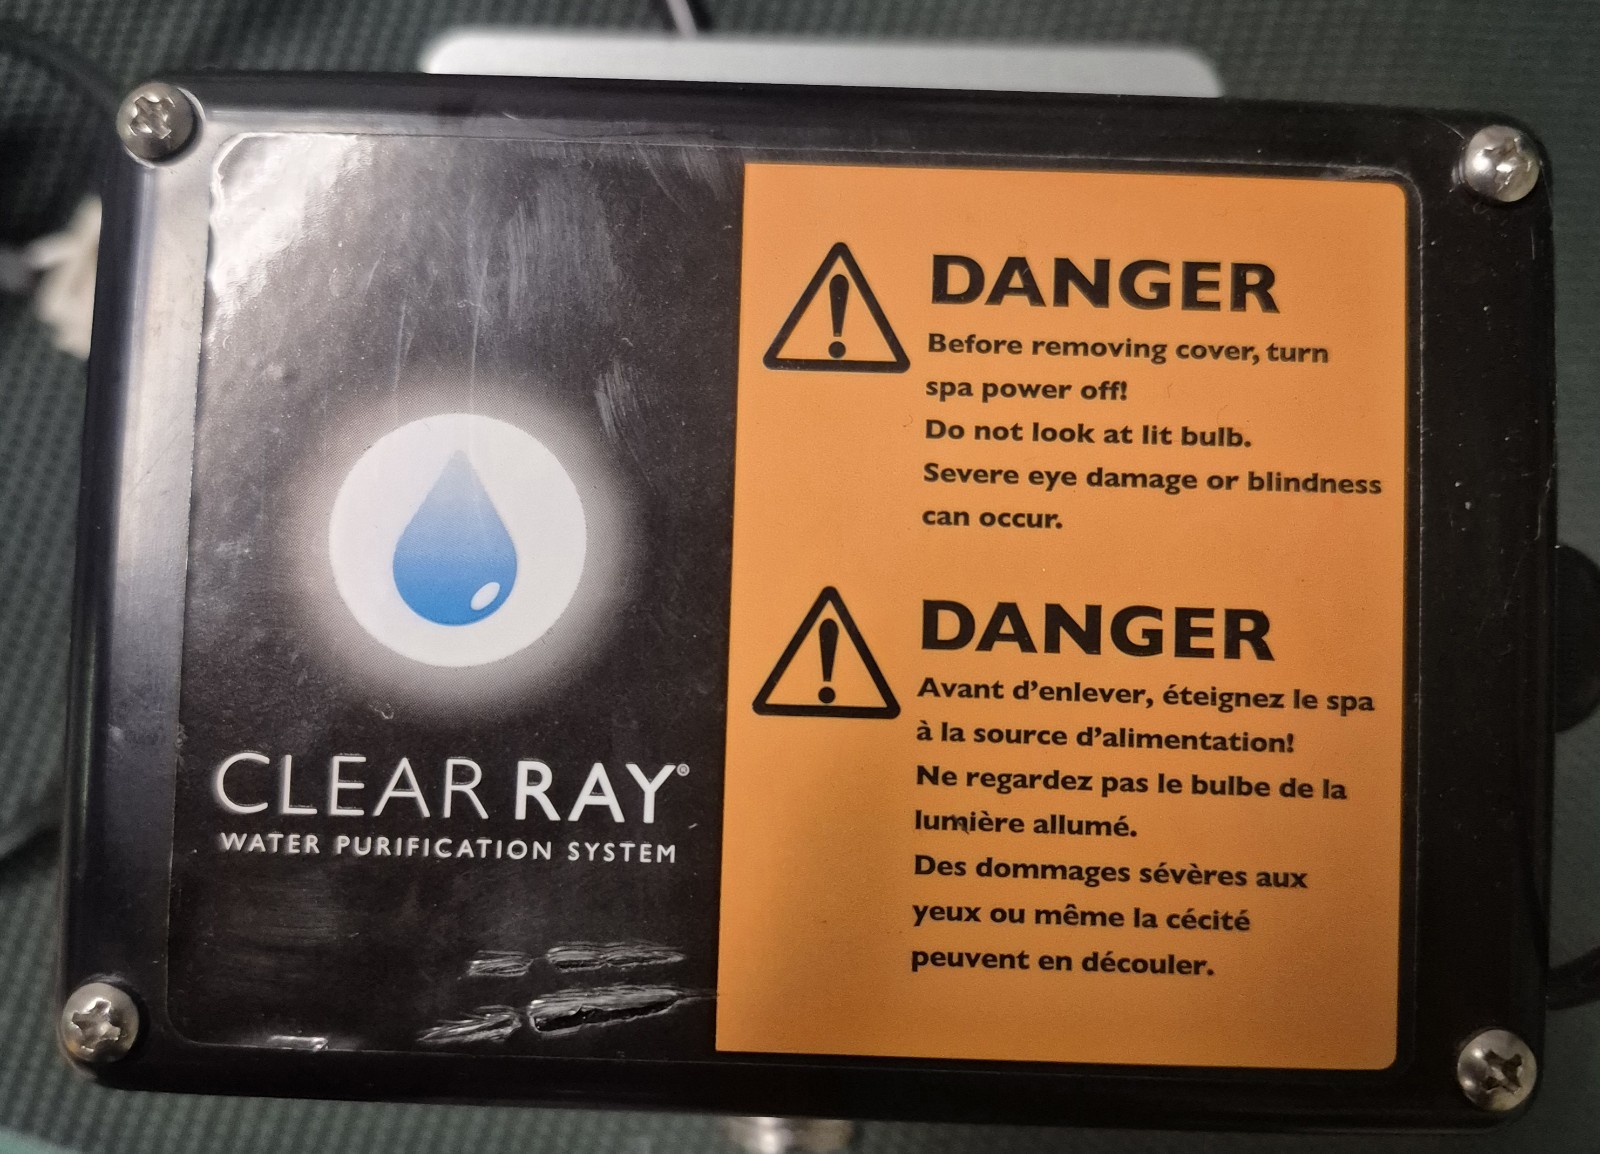 CLEARRAY®
WATER PURIFICATION SYSTEM
DANGER
Before removing cover, turn
spa power off!
Do not look at lit bulb.
Severe eye damage or blindness
can occur.
DANGER
Avant d'enlever, éteignez le spa
à la source d'alimentation!
Ne regardez pas le bulbe de la
lumière allumé.
Des dommages sévères aux
yeux ou même la cécité
peuvent en découler.